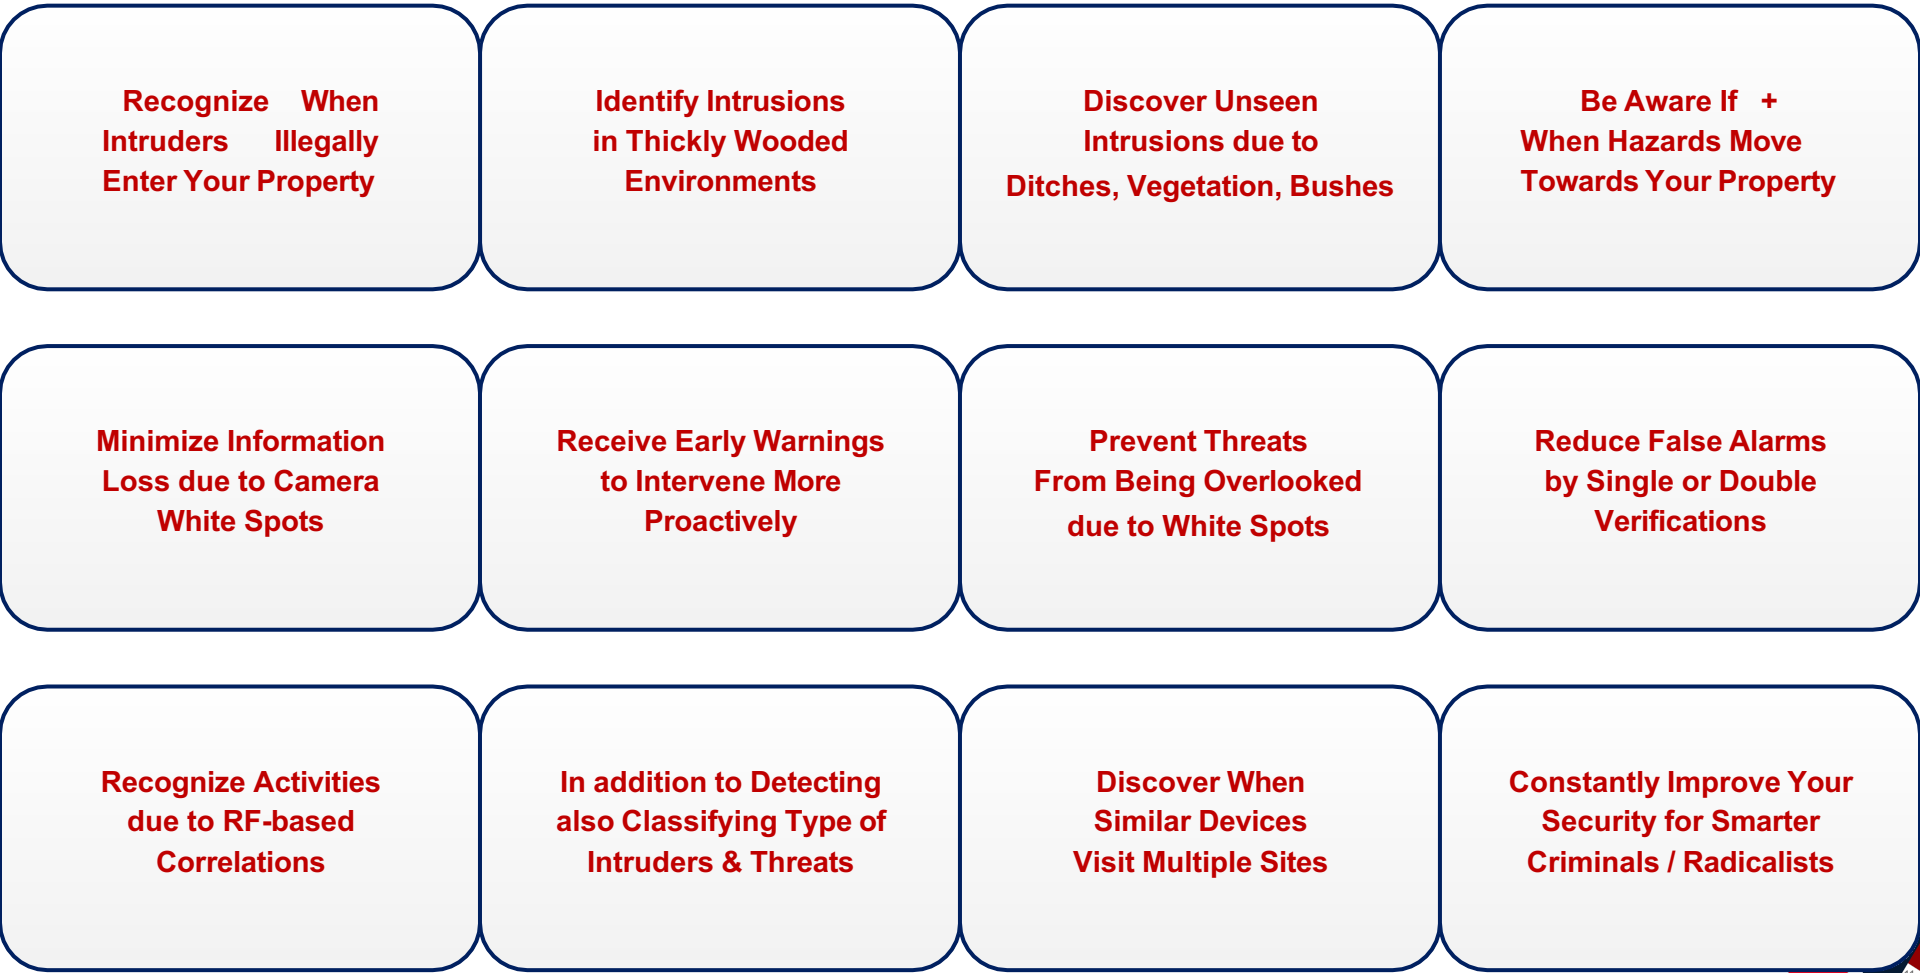 Recognize When
Intruders Illegally
Enter Your Property
Identify Intrusions
in Thickly Wooded
Environments
Discover Unseen
Intrusions due to
Ditches, Vegetation, Bushes
Be Aware If +
When Hazards Move
Towards Your Property
Minimize Information
Loss due to Camera
White Spots
Receive Early Warnings
to Intervene More
Proactively
Prevent Threats
From Being Overlooked
due to White Spots
Reduce False Alarms
by Single or Double
Verifications
Recognize Activities
due to RF-based
Correlations
In addition to Detecting
also Classifying Type of
Intruders & Threats
Discover When
Similar Devices
Visit Multiple Sites
Constantly Improve Your
Security for Smarter
Criminals / Radicalists